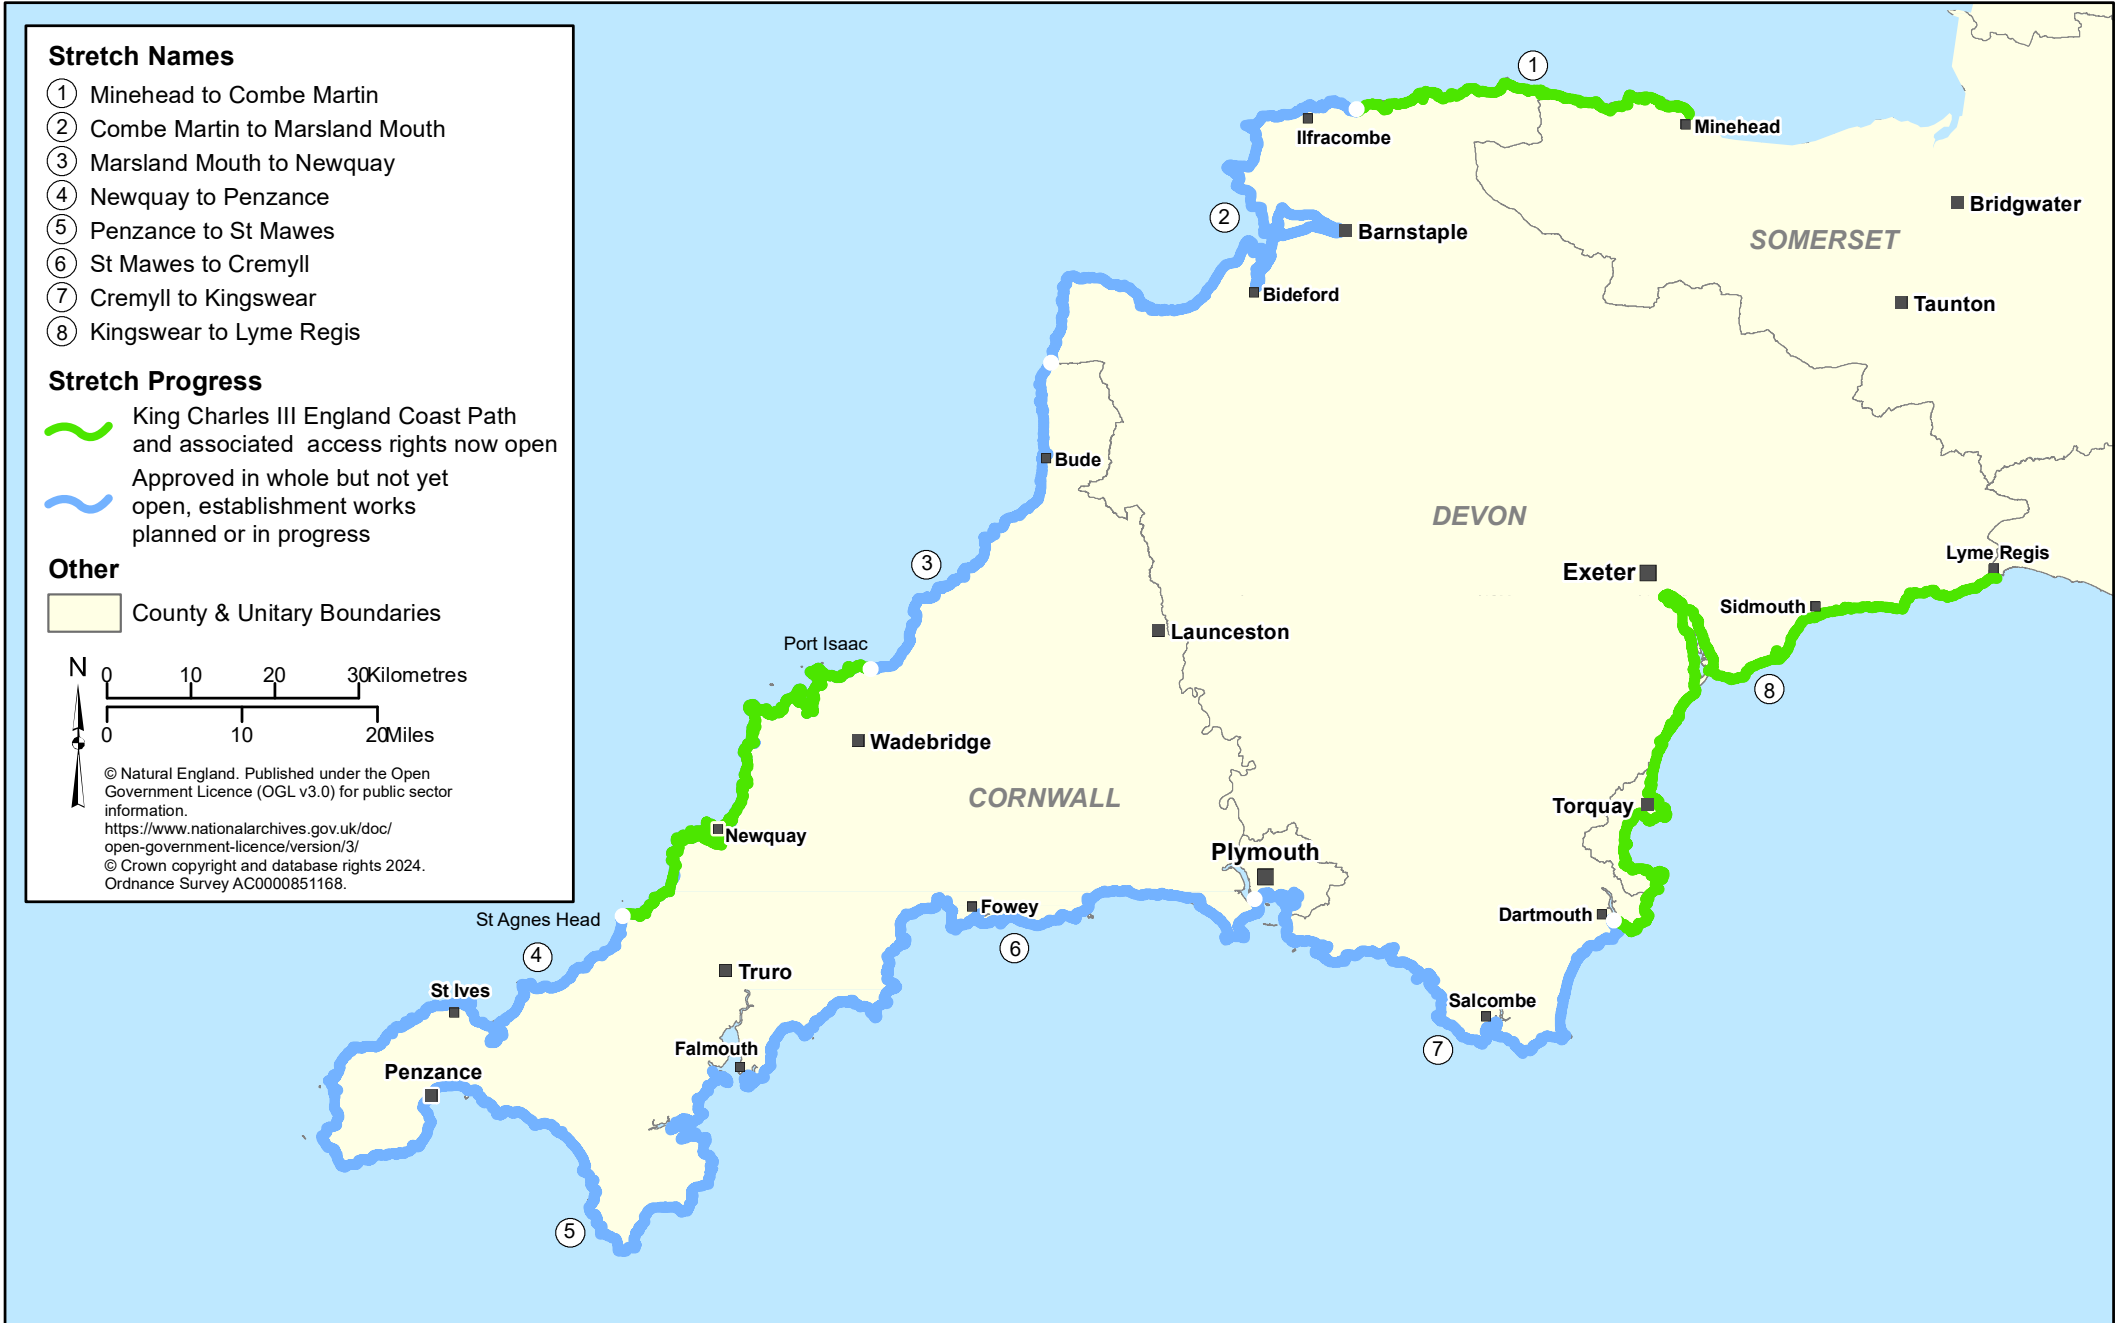 Stretch Names
1 Minehead to Combe Martin
2 Combe Martin to Marsland Mouth
3 Marsland Mouth to Newquay
4 Newquay to Penzance
5 Penzance to St Mawes
6 St Mawes to Cremyll
7 Cremyll to Kingswear
8 Kingswear to Lyme Regis
Stretch Progress
King Charles III England Coast Path
and associated access rights now open
Approved in whole but not yet
open, establishment works
planned or in progress
Other
County & Unitary Boundaries
N
0 10 20 30 Kilometres
0 10 20 Miles
© Natural England. Published under the Open
Government Licence (OGL v3.0) for public sector
information.
https://www.nationalarchives.gov.uk/doc/
open-government-licence/version/3/
© Crown copyright and database rights 2024.
Ordnance Survey AC0000851168.
1
Minehead
Ilfracombe
Bridgwater
2
Barnstaple
SOMERSET
Bideford
Taunton
Bude
DEVON
Lyme Regis
3
Exeter
Sidmouth
Launceston
Port Isaac
8
Wadebridge
CORNWALL
Torquay
Newquay
Plymouth
Fowey
Dartmouth
St Agnes Head
6
4
Truro
St Ives
Salcombe
Falmouth
7
Penzance
5